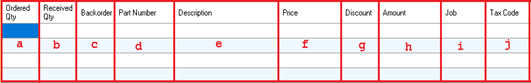 Ordered Qty Received Qty Backorder Part Number Description Price Discount Amount Job Tax Code
a b c d e f g h i j